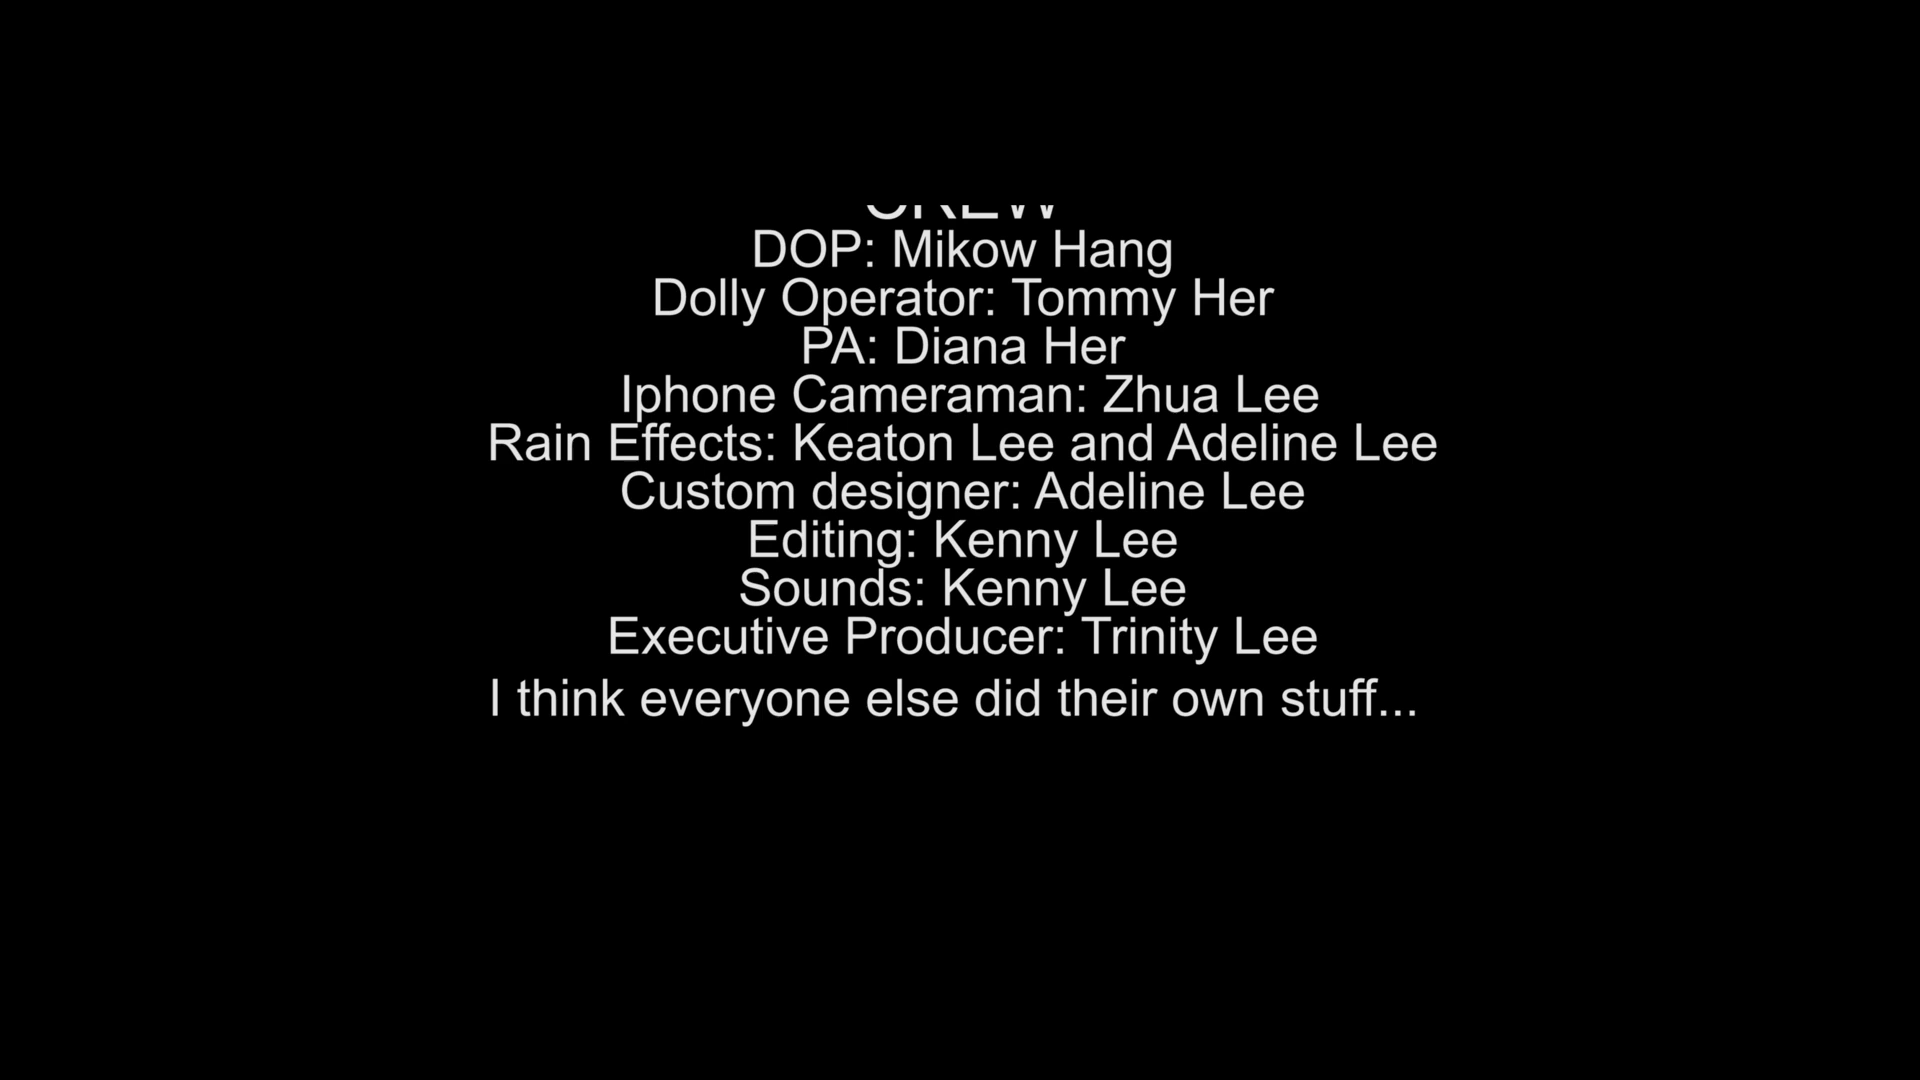 CREW
DOP: Mikow Hang
Dolly Operator: Tommy Her
PA: Diana Her
Iphone Cameraman: Zhua Lee
Rain Effects: Keaton Lee and Adeline Lee
Custom designer: Adeline Lee
Editing: Kenny Lee
Sounds: Kenny Lee
Executive Producer: Trinity Lee
I think everyone else did their own stuff...